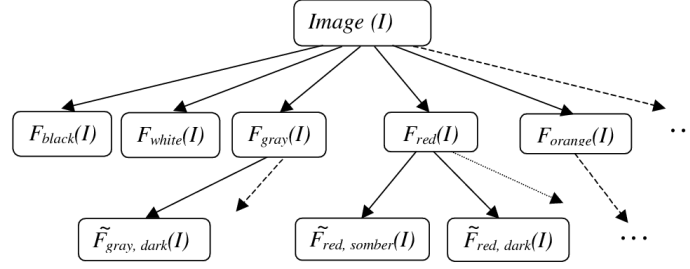 Image (I)
F_black(I) F_white(I) F_gray(I) F_red(I) F_orange(I) ...
F̃_gray, dark(I) F̃_red, somber(I) F̃_red, dark(I) ...